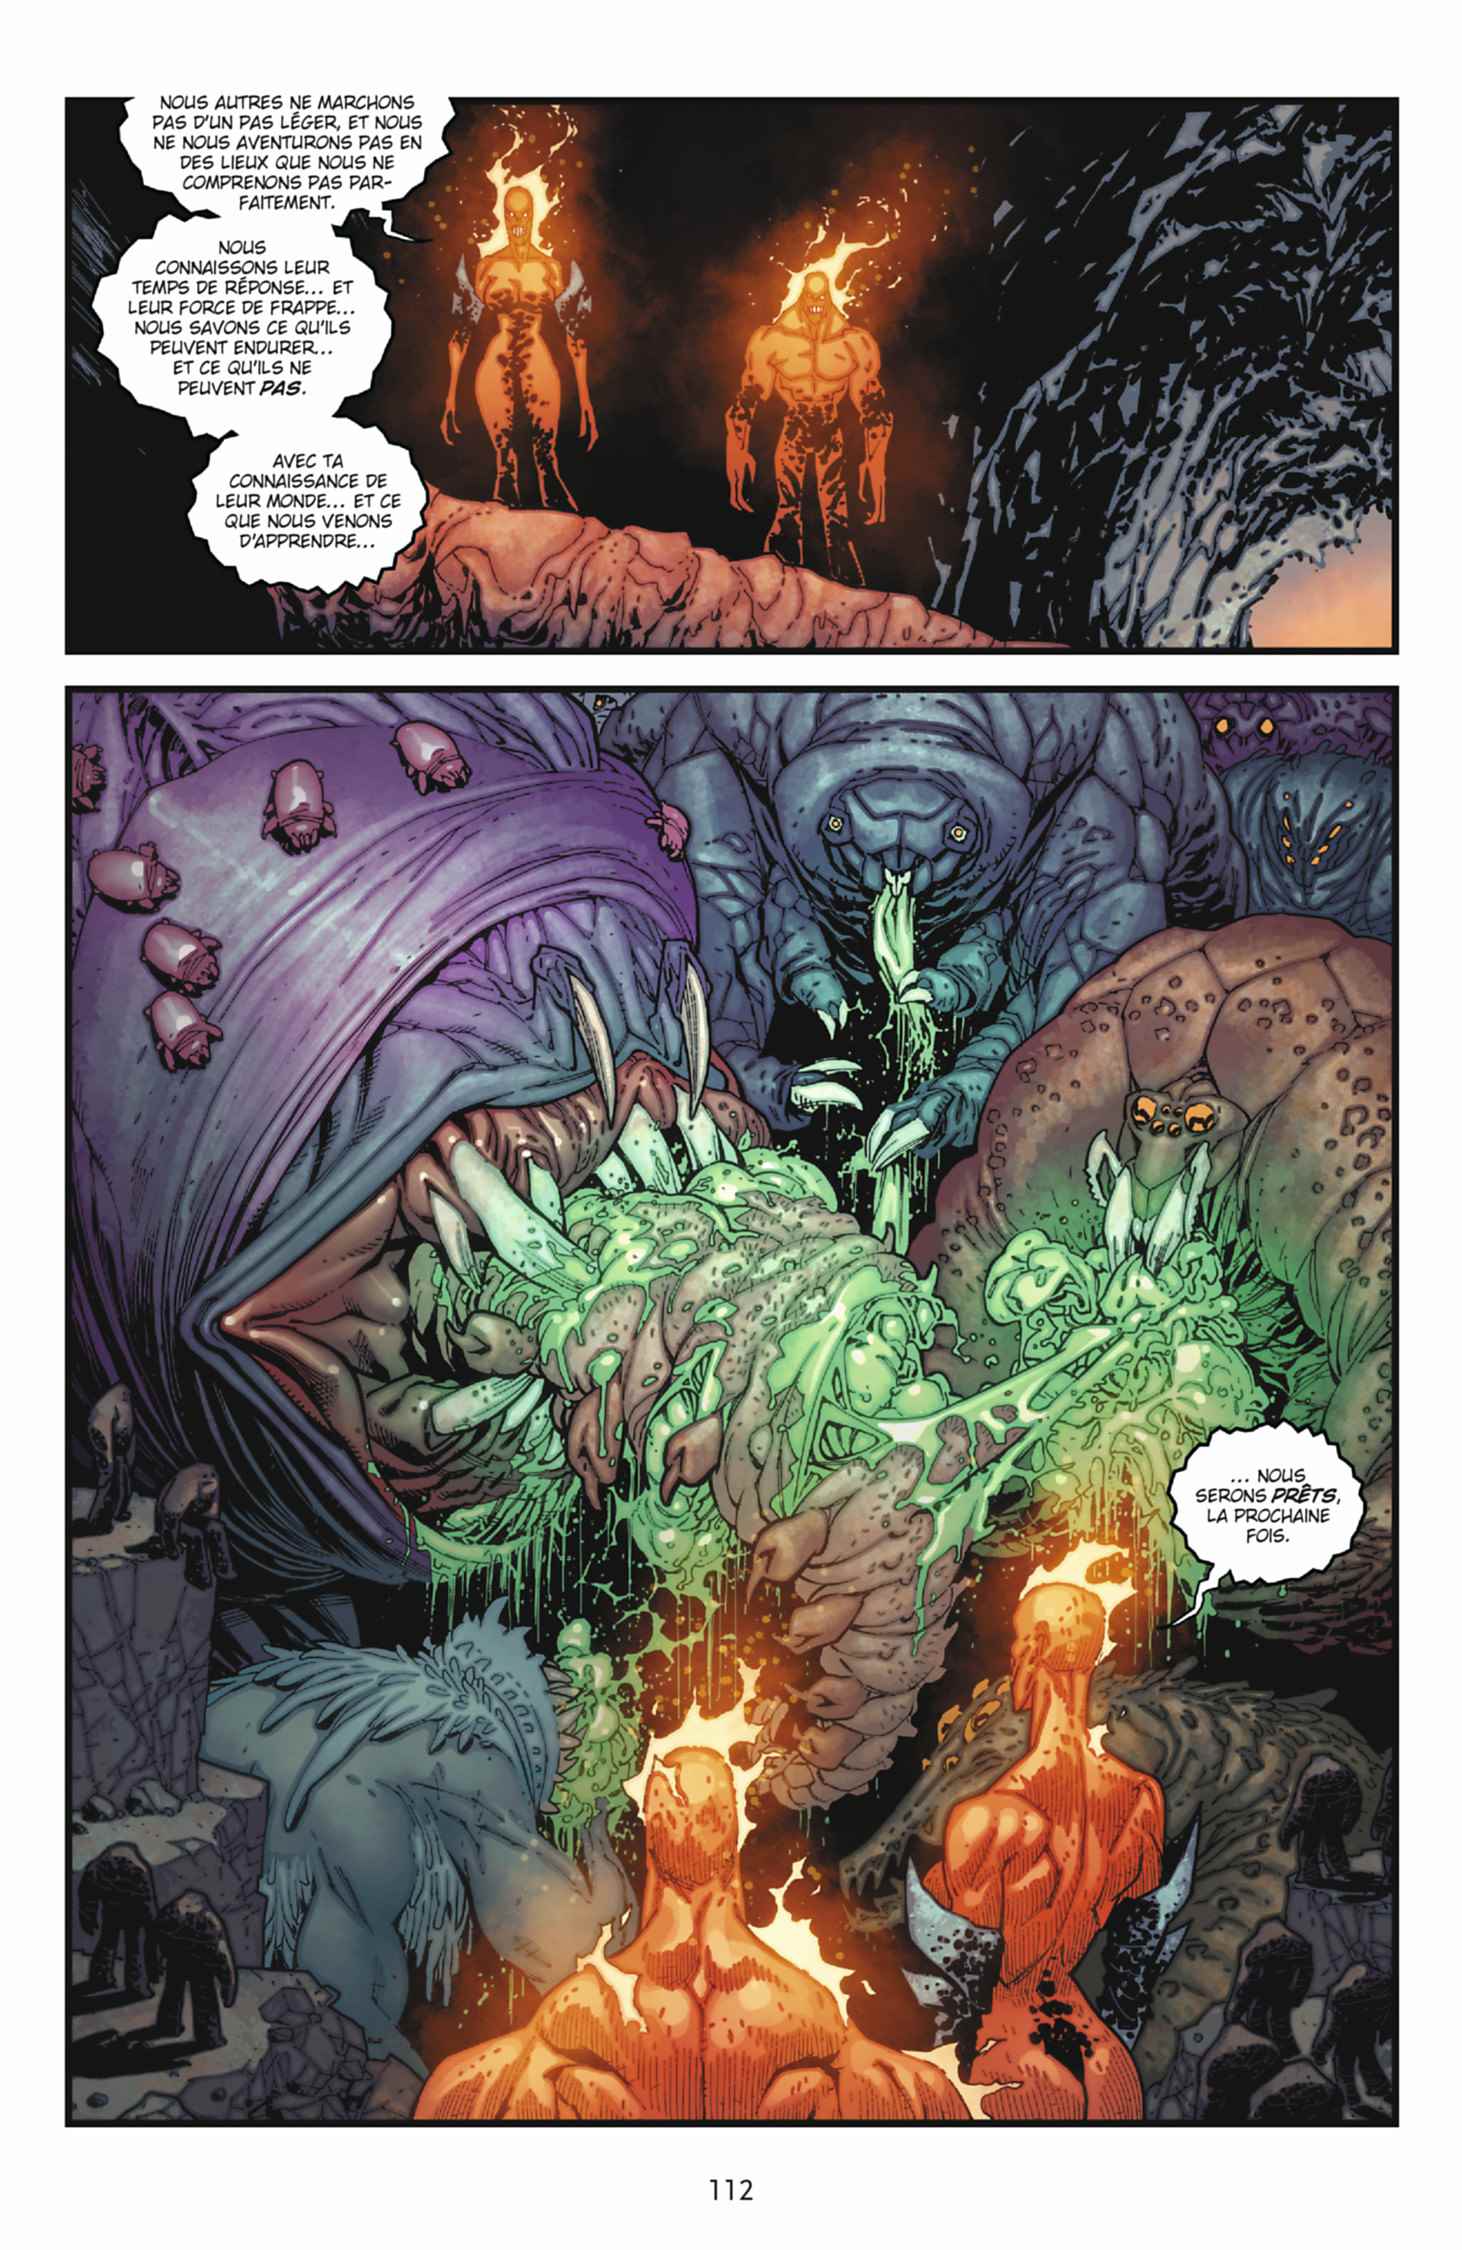 NOUS AUTRES NE MARCHONS
PAS D'UN PAS LÉGER, ET NOUS
NE NOUS AVENTURONS PAS EN
DES LIEUX QUE NOUS NE
COMPRENONS PAS PAR-
FAITEMENT.
NOUS
CONNAISSONS LEUR
TEMPS DE RÉPONSE... ET
LEUR FORCE DE FRAPPE...
NOUS SAVONS CE QU'ILS
PEUVENT ENDURER...
ET CE QU'ILS NE
PEUVENT PAS.
AVEC TA
CONNAISSANCE DE
LEUR MONDE... ET CE
QUE NOUS VENONS
D'APPRENDRE...
... NOUS
SERONS PRÊTS,
LA PROCHAINE
FOIS.
112